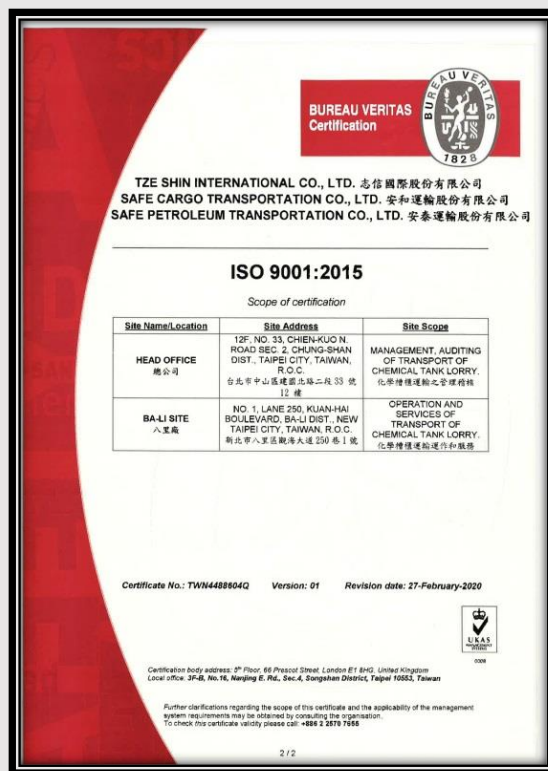 BUREAU VERITAS
Certification
BUREAU VERITAS
1828
TZE SHIN INTERNATIONAL CO., LTD. 志信國際股份有限公司
SAFE CARGO TRANSPORTATION CO., LTD. 安和運輸股份有限公司
SAFE PETROLEUM TRANSPORTATION CO., LTD. 安泰運輸股份有限公司
ISO 9001:2015
Scope of certification
Site Name/Location
Site Address
Site Scope
HEAD OFFICE
總公司
12F, NO. 33, CHIEN-KUO N.
ROAD SEC. 2, CHUNG-SHAN
DIST., TAIPEI CITY, TAIWAN,
R.O.C.
台北市中山區建國北路二段 33 號
12 樓
MANAGEMENT, AUDITING
OF TRANSPORT OF
CHEMICAL TANK LORRY.
化學槽櫃運輸之管理稽核
BA-LI SITE
八里廠
NO. 1, LANE 250, KUAN-HAI
BOULEVARD, BA-LI DIST., NEW
TAIPEI CITY, TAIWAN, R.O.C.
新北市八里區觀海大道 250 巷 1 號
OPERATION AND
SERVICES OF
TRANSPORT OF
CHEMICAL TANK LORRY.
化學槽櫃運輸運作和服務
Certificate No.: TWN4488604Q Version: 01 Revision date: 27-February-2020
UKAS
MANAGEMENT
SYSTEMS
0008
Certification body address: 5th Floor, 66 Prescot Street, London E1 8HG, United Kingdom
Local office: 3F-B, No.16, Nanjing E. Rd., Sec.4, Songshan District, Taipei 10553, Taiwan
Further clarifications regarding the scope of this certificate and the applicability of the management
system requirements may be obtained by consulting the organisation.
To check this certificate validity please call: +886 2 2570 7655
2 / 2